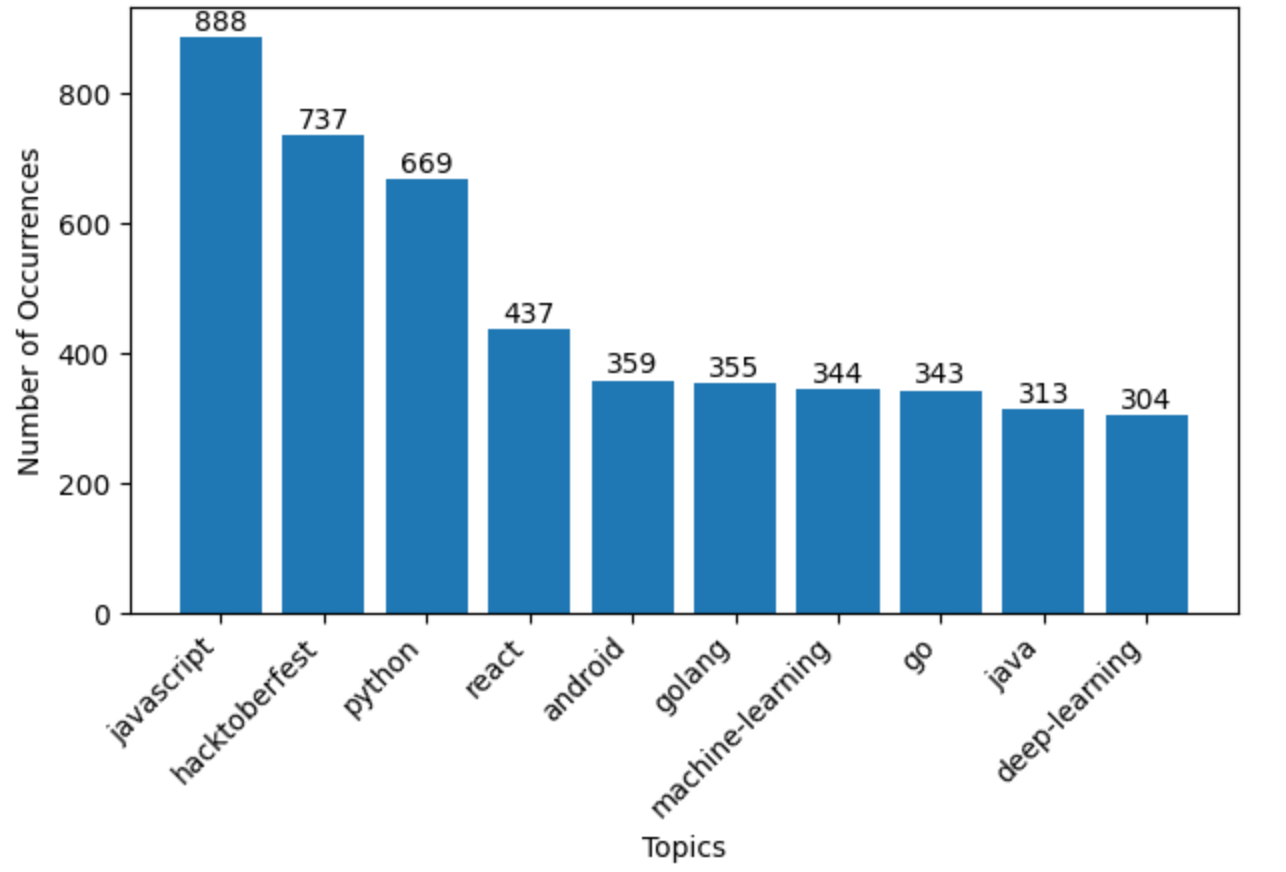 888
737
669
437
359
355
344
343
313
304
800
600
400
200
0
Number of Occurrences
javascript
hacktoberfest
python
react
android
golang
machine-learning
go
java
deep-learning
Topics